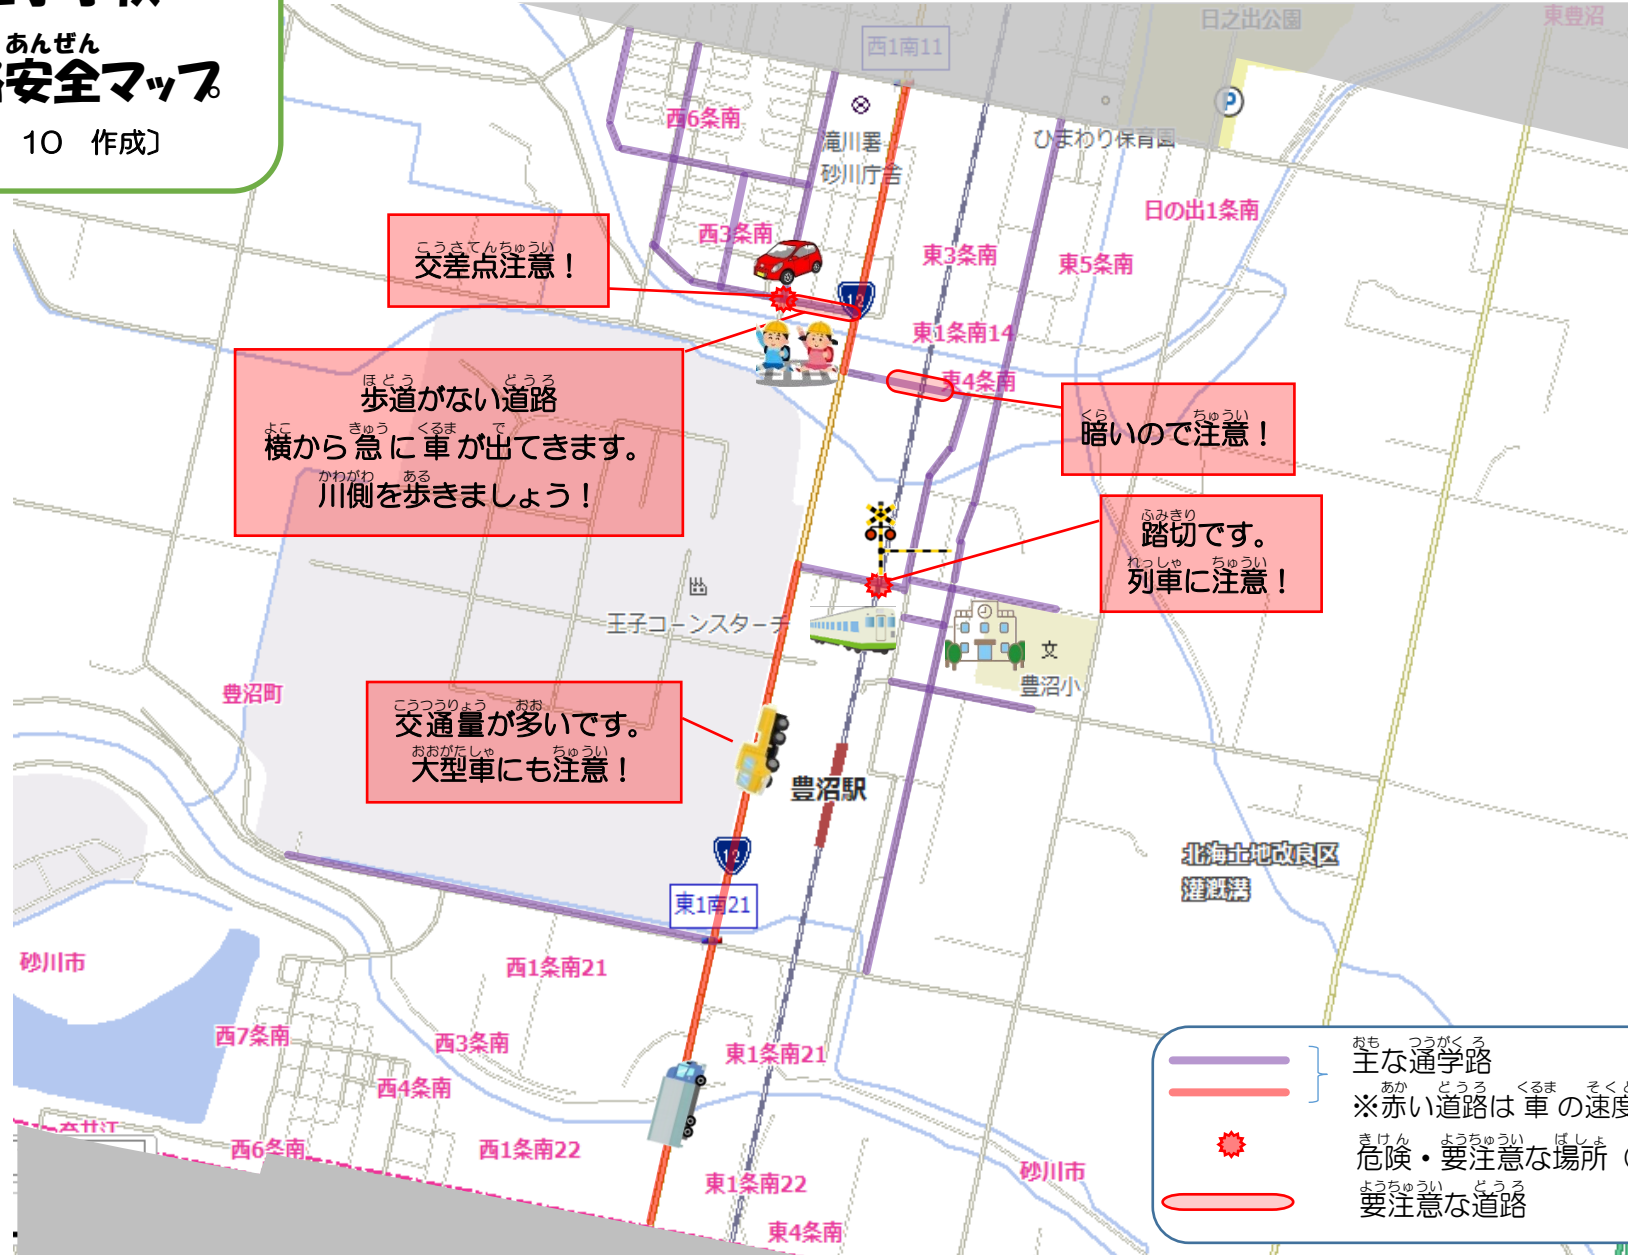 あんぜん
安全マップ
10 作成〕
西1南11
日之出公園
東豊沼
P
西6条南
滝川署
砂川庁舎
ひまわり保育園
日の出1条南
西3条南
東3条南
東5条南
こうさてんちゅうい
交差点注意！
12
東1条南14
東4条南
ほどう どうろ
歩道がない道路
よこ きゅう くるま で
横から急に車が出てきます。
かわがわ ある
川側を歩きましょう！
くら ちゅうい
暗いので注意！
ふみきり
踏切です。
れっしゃ ちゅうい
列車に注意！
王子コーンスターチ
文
豊沼小
豊沼町
こうつうりょう おお
交通量が多いです。
おおがたしゃ ちゅうい
大型車にも注意！
豊沼駅
12
東1南21
北海土地改良区
灌漑溝
砂川市
西1条南21
西7条南
西3条南
東1条南21
西4条南
奈井江
西6条南
西1条南22
東1条南22
砂川市
東4条南
おも つうがくろ
主な通学路
あか どうろ くるま そくど
※赤い道路は車の速度
きけん ようちゅうい ばしょ
危険・要注意な場所（
ようちゅうい どうろ
要注意な道路